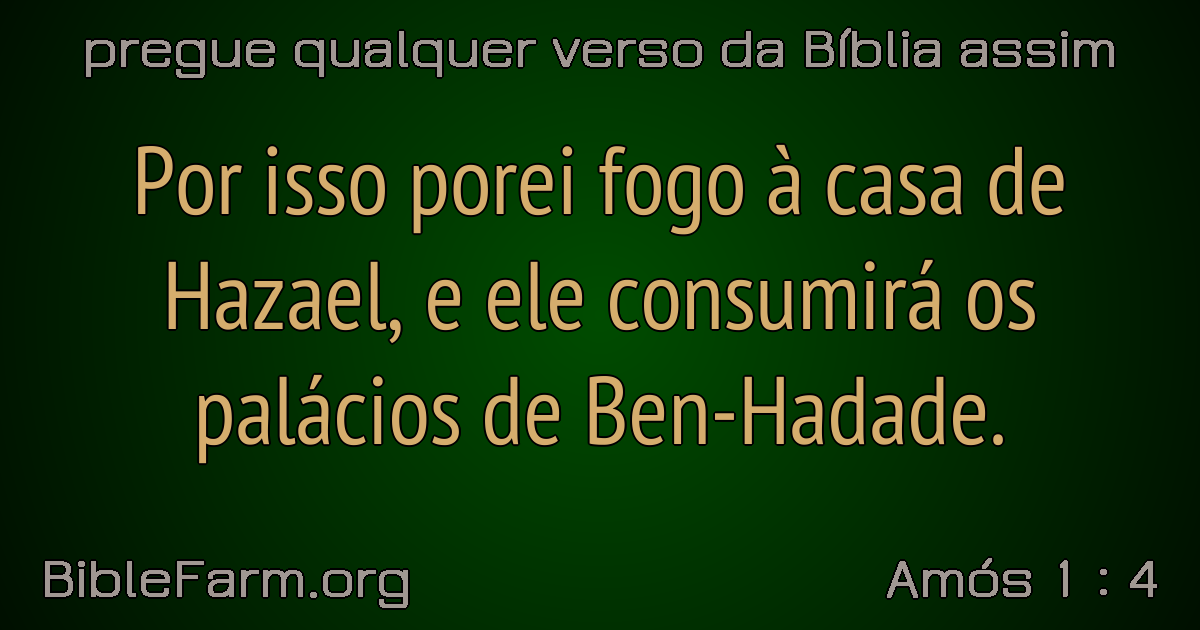 pregue qualquer verso da Bíblia assim
Por isso porei fogo à casa de
Hazael, e ele consumirá os
palácios de Ben-Hadade.
BibleFarm.org
Amós 1 : 4